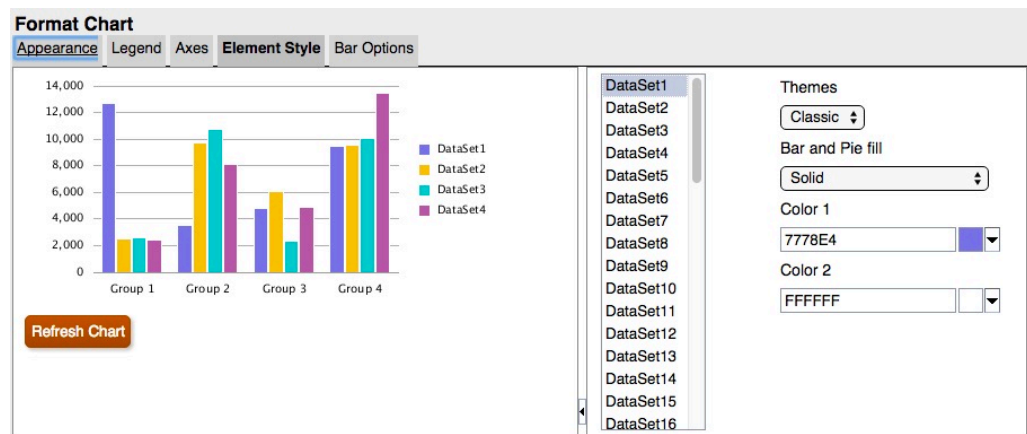 Format Chart
Appearance Legend Axes Element Style Bar Options
14,000
12,000
10,000
8,000
6,000
4,000
2,000
0
Group 1 Group 2 Group 3 Group 4
DataSet1
DataSet2
DataSet3
DataSet4
Refresh Chart
DataSet1
DataSet2
DataSet3
DataSet4
DataSet5
DataSet6
DataSet7
DataSet8
DataSet9
DataSet10
DataSet11
DataSet12
DataSet13
DataSet14
DataSet15
DataSet16
Themes
Classic
Bar and Pie fill
Solid
Color 1
7778E4
Color 2
FFFFFF